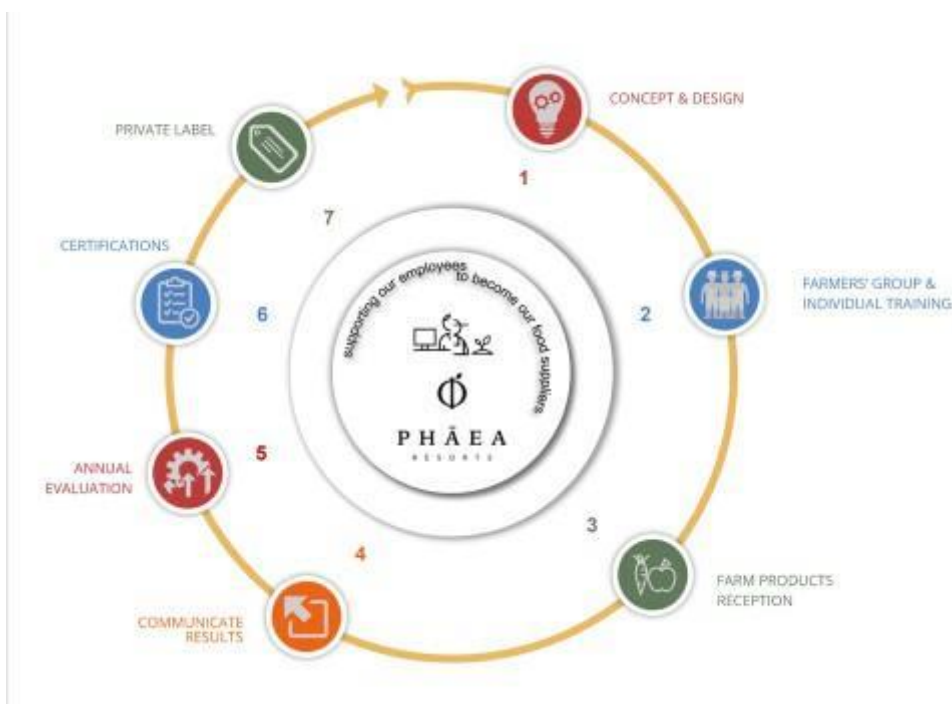 CONCEPT & DESIGN
1
FARMERS' GROUP &
INDIVIDUAL TRAINING
2
3
FARM PRODUCTS
RECEPTION
4
COMMUNICATE
RESULTS
5
ANNUAL
EVALUATION
6
CERTIFICATIONS
7
PRIVATE LABEL
supporting our employees to become our food suppliers
PHĀEA
RESORTS